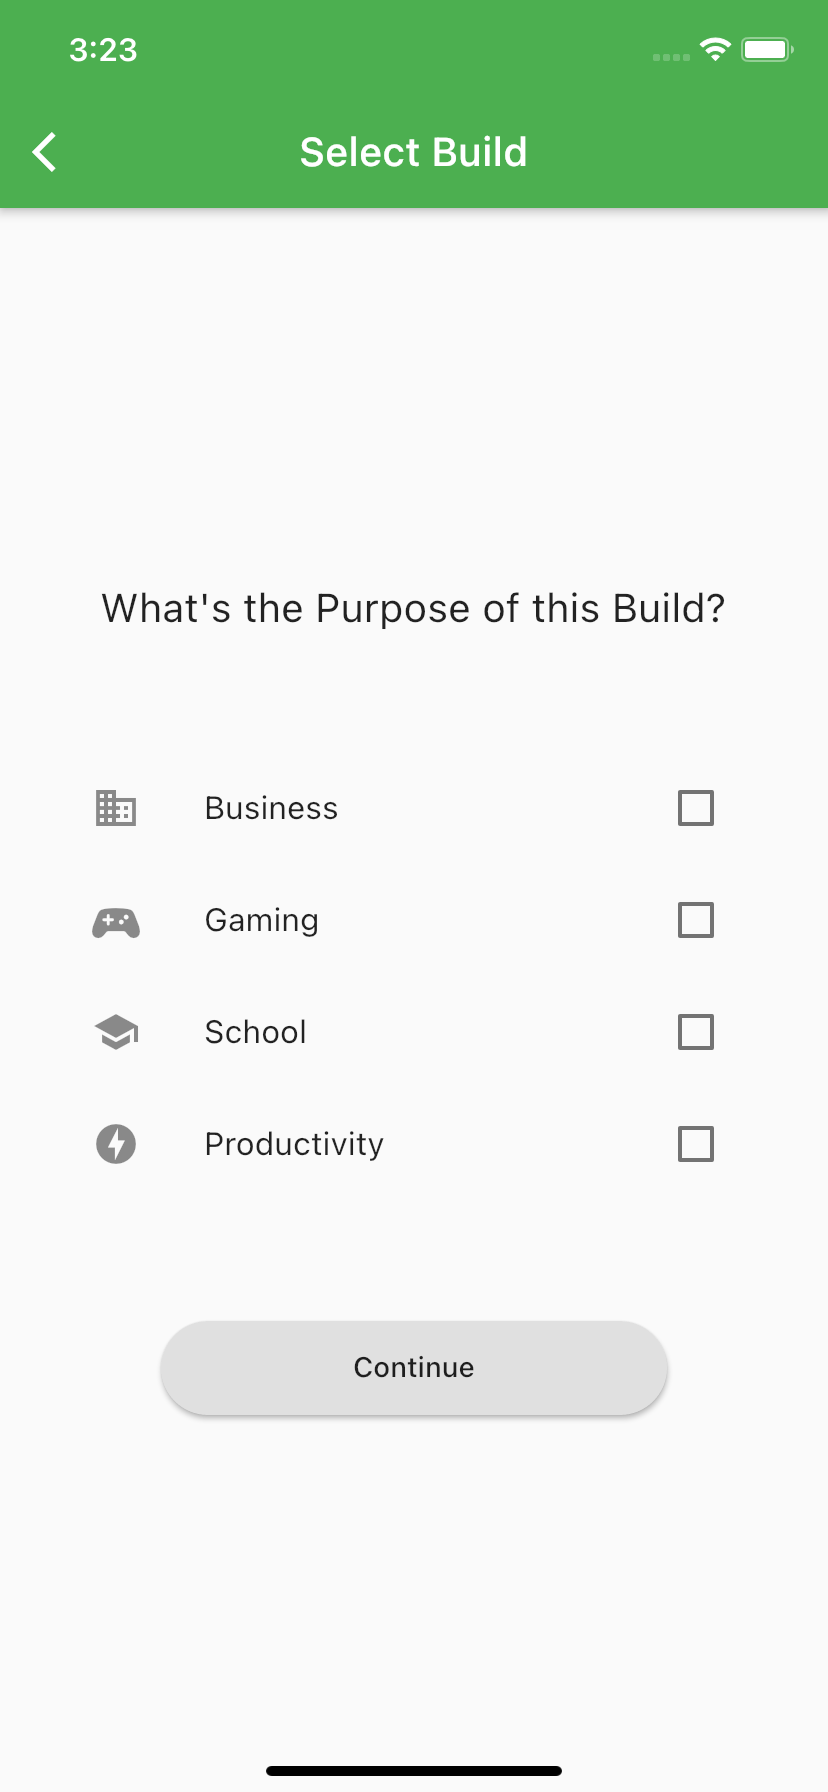 3:23
Select Build
What's the Purpose of this Build?
Business
Gaming
School
Productivity
Continue